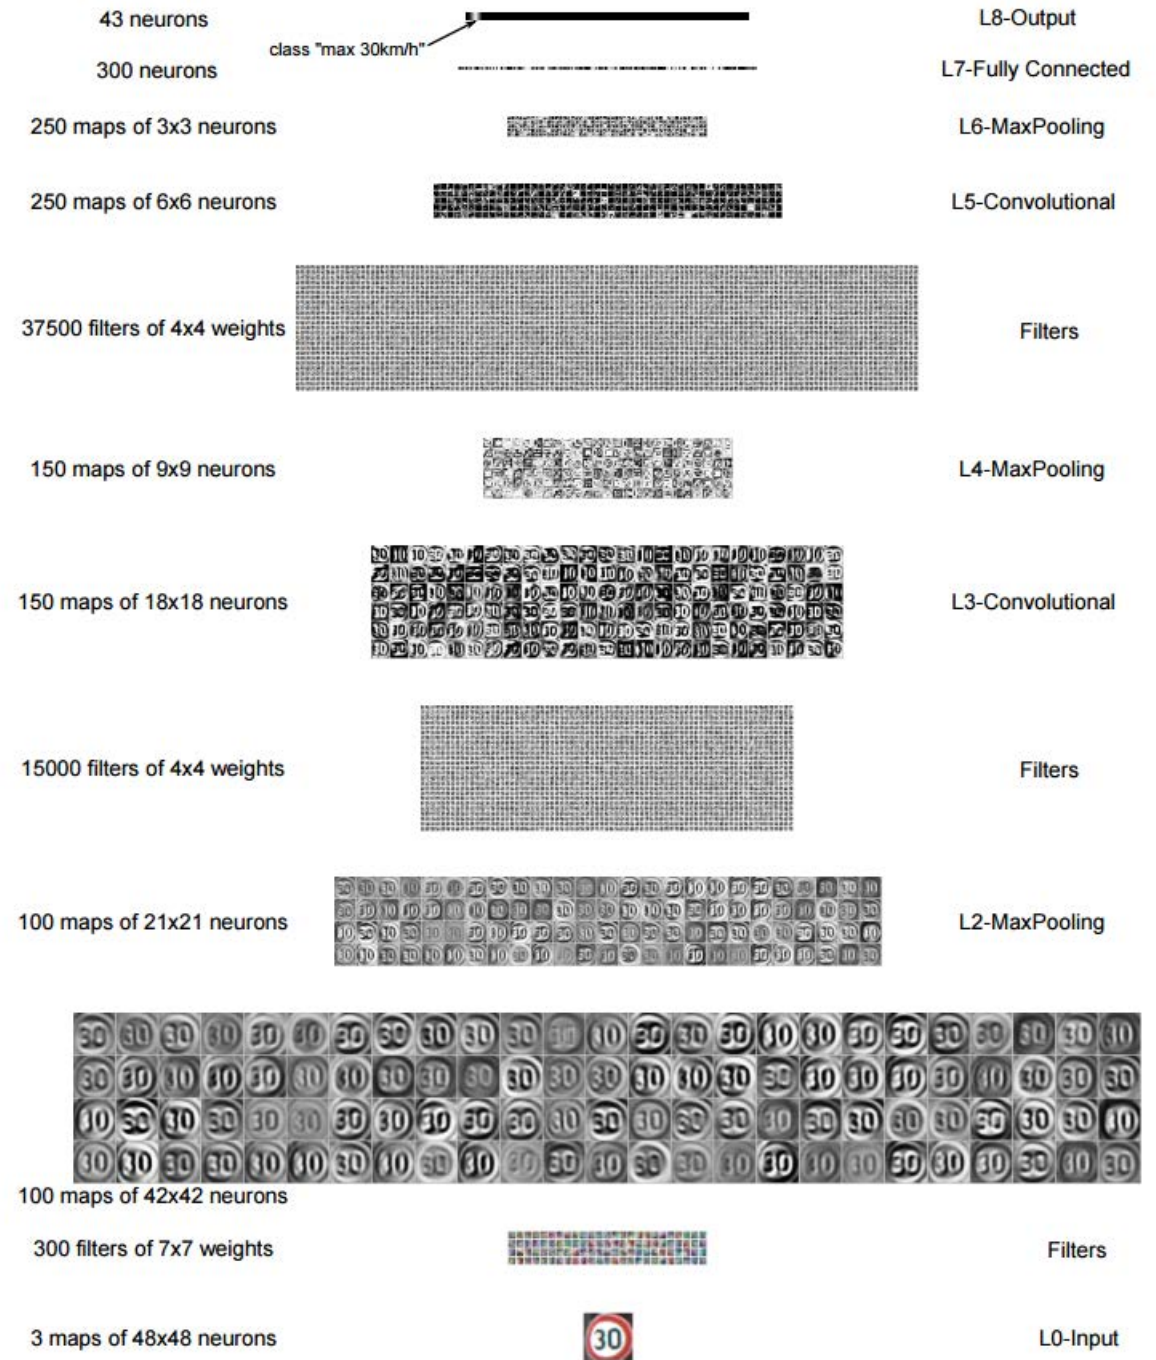 43 neurons L8-Output
class "max 30km/h"
300 neurons L7-Fully Connected
250 maps of 3x3 neurons L6-MaxPooling
250 maps of 6x6 neurons L5-Convolutional
37500 filters of 4x4 weights Filters
150 maps of 9x9 neurons L4-MaxPooling
150 maps of 18x18 neurons L3-Convolutional
15000 filters of 4x4 weights Filters
100 maps of 21x21 neurons L2-MaxPooling
100 maps of 42x42 neurons
300 filters of 7x7 weights Filters
3 maps of 48x48 neurons 30 L0-Input